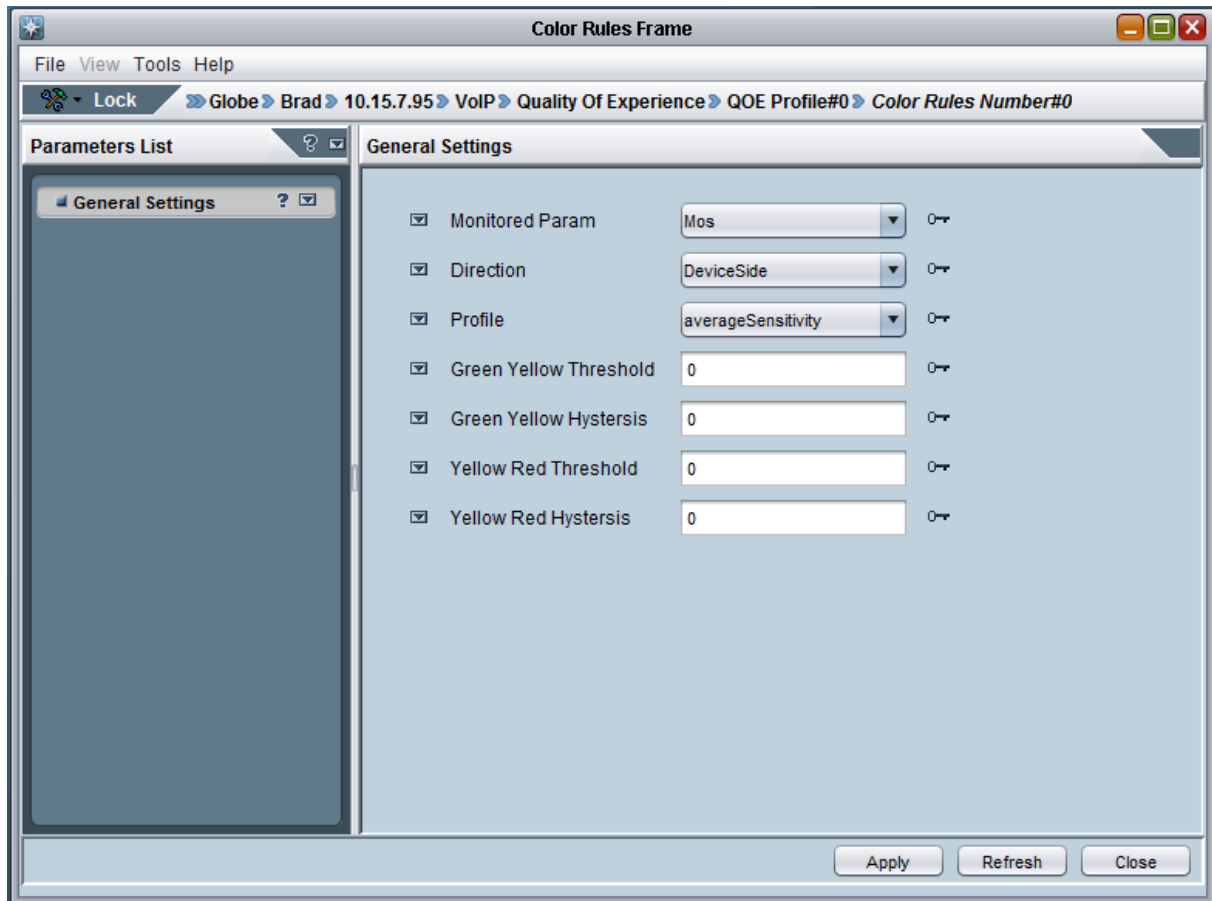 Color Rules Frame
File View Tools Help
Lock Globe Brad 10.15.7.95 VoIP Quality Of Experience QOE Profile#0 Color Rules Number#0
Parameters List ?
General Settings
General Settings ?
Monitored Param Mos
Direction DeviceSide
Profile averageSensitivity
Green Yellow Threshold 0
Green Yellow Hystersis 0
Yellow Red Threshold 0
Yellow Red Hystersis 0
Apply Refresh Close